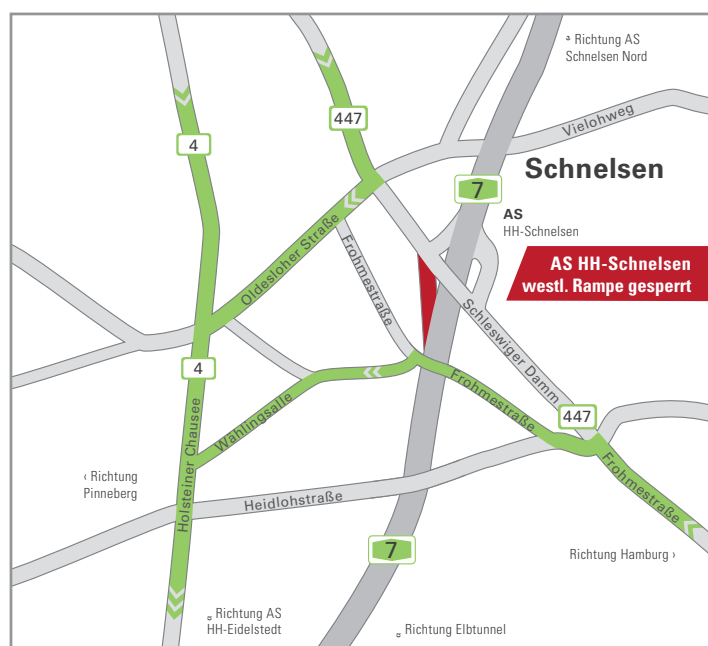 ‹ Richtung AS
Schnelsen Nord
447
4
Vielohweg
Schnelsen
7
AS
HH-Schnelsen
Oldesloher Straße
Frohmestraße
AS HH-Schnelsen
westl. Rampe gesperrt
Schleswiger Damm
4
Wählingsalle
Frohmestraße
447
Holsteiner Chausee
‹ Richtung
Pinneberg
Heidlohstraße
Frohmestraße
7
Richtung Hamburg ›
Richtung AS
HH-Eidelstedt
Richtung Elbtunnel